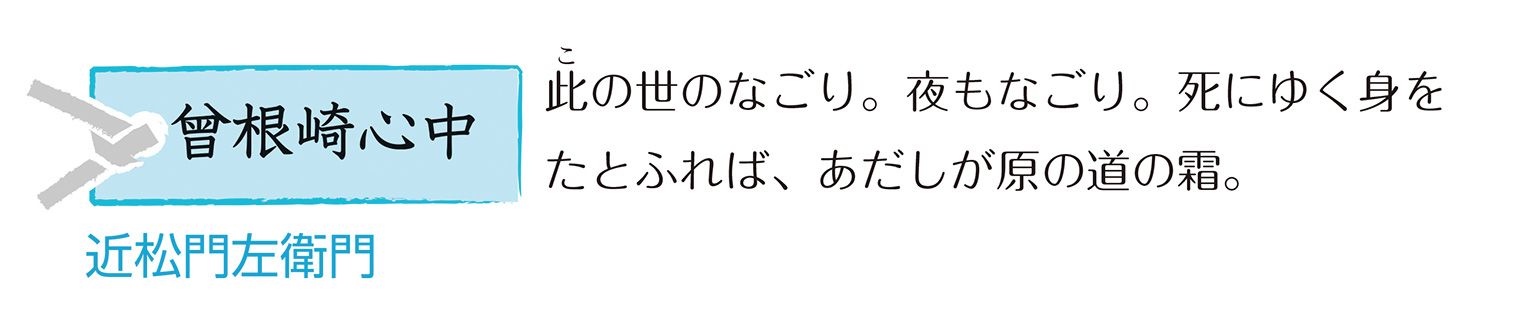 曾根崎心中
近松門左衛門
こ
此の世のなごり。夜もなごり。死にゆく身を
たとふれば、あだしが原の道の霜。